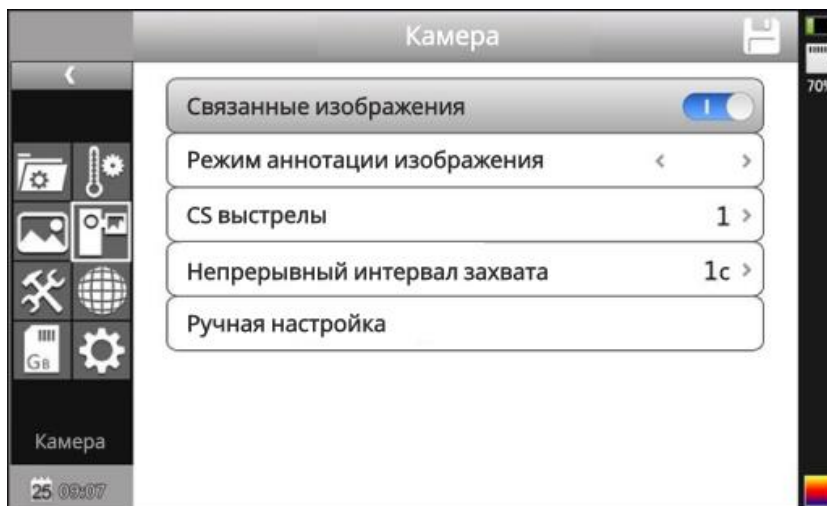 Камера
70%
Связанные изображения
Режим аннотации изображения
CS выстрелы 1
Непрерывный интервал захвата 1с
Ручная настройка
GB
Камера
25 09:07